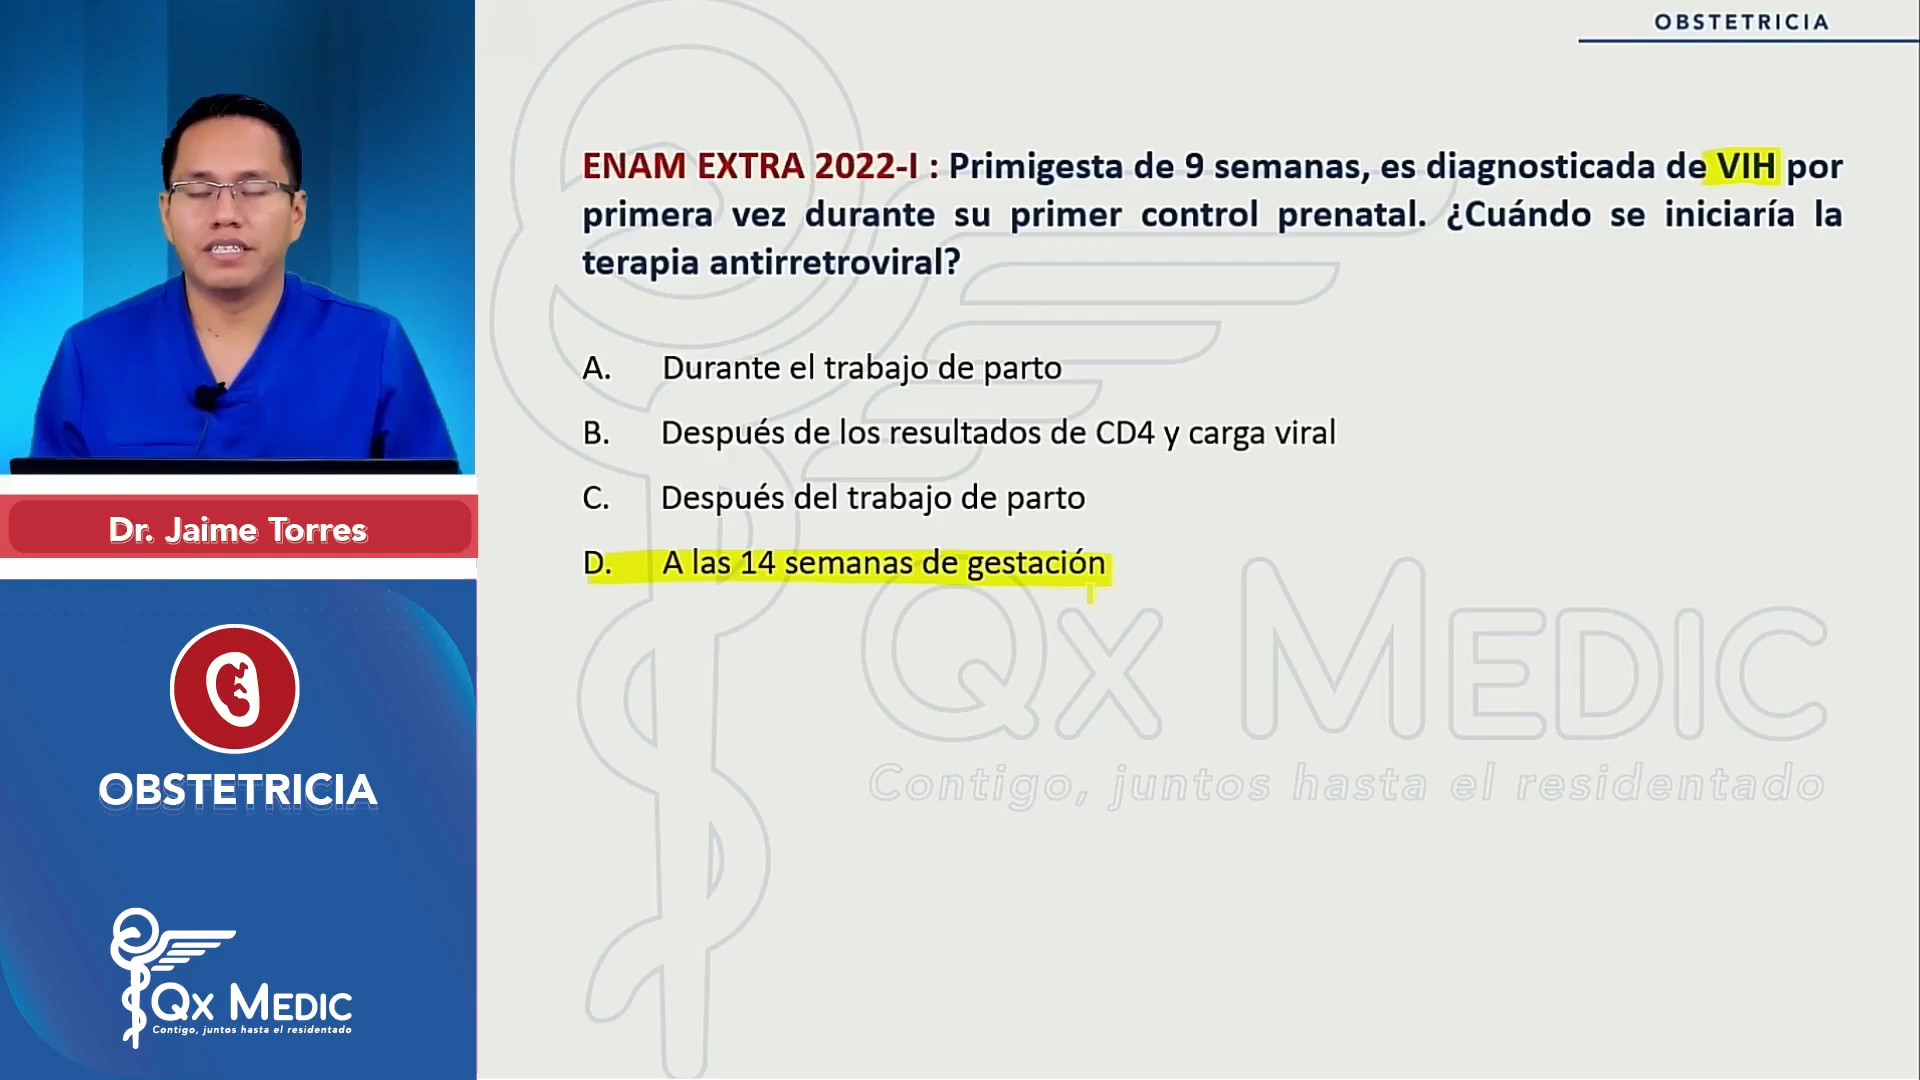 OBSTETRICIA
ENAM EXTRA 2022-I : Primigesta de 9 semanas, es diagnosticada de VIH por
primera vez durante su primer control prenatal. ¿Cuándo se iniciaría la
terapia antirretroviral?
A. Durante el trabajo de parto
B. Después de los resultados de CD4 y carga viral
C. Después del trabajo de parto
D. A las 14 semanas de gestación
QX MEDIC
Contigo, juntos hasta el residentado
Dr. Jaime Torres
OBSTETRICIA
QX MEDIC
Contigo, juntos hasta el residentado